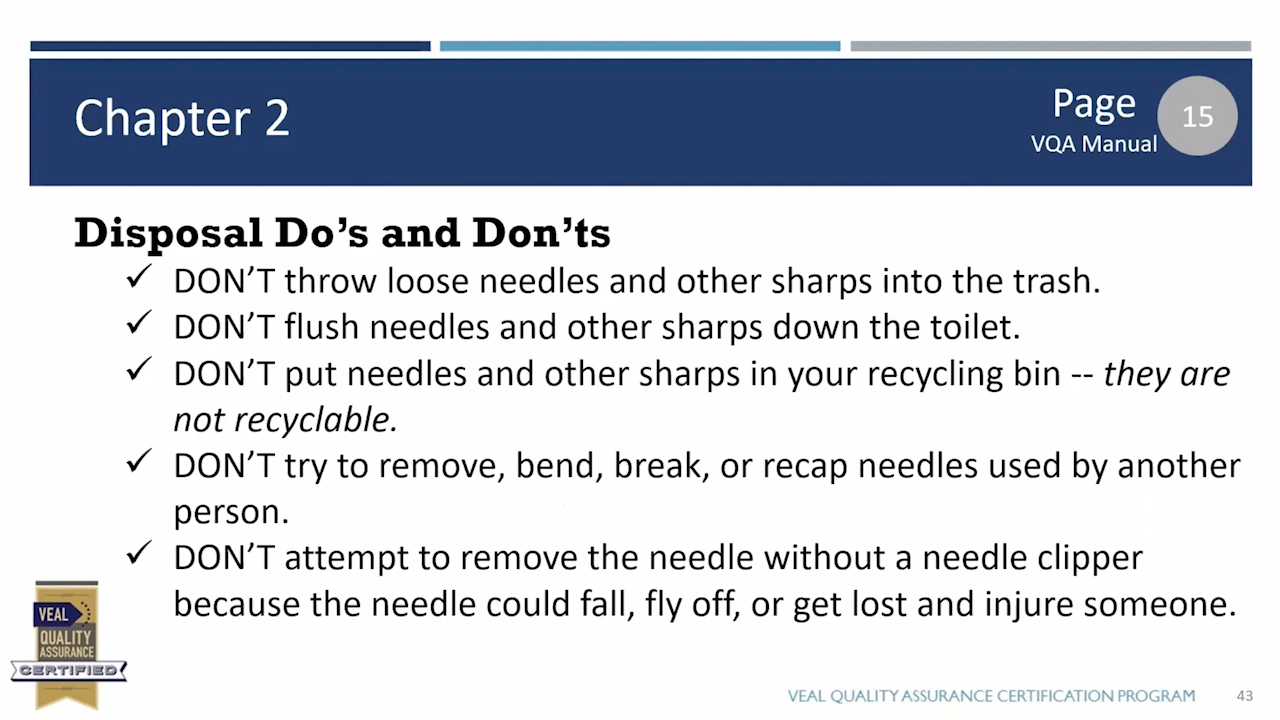 Chapter 2
Page
VQA Manual
15
Disposal Do’s and Don’ts
✓ DON’T throw loose needles and other sharps into the trash.
✓ DON’T flush needles and other sharps down the toilet.
✓ DON’T put needles and other sharps in your recycling bin -- they are
not recyclable.
✓ DON’T try to remove, bend, break, or recap needles used by another
person.
✓ DON’T attempt to remove the needle without a needle clipper
because the needle could fall, fly off, or get lost and injure someone.
VEAL
QUALITY
ASSURANCE
CERTIFIED
VEAL QUALITY ASSURANCE CERTIFICATION PROGRAM
43